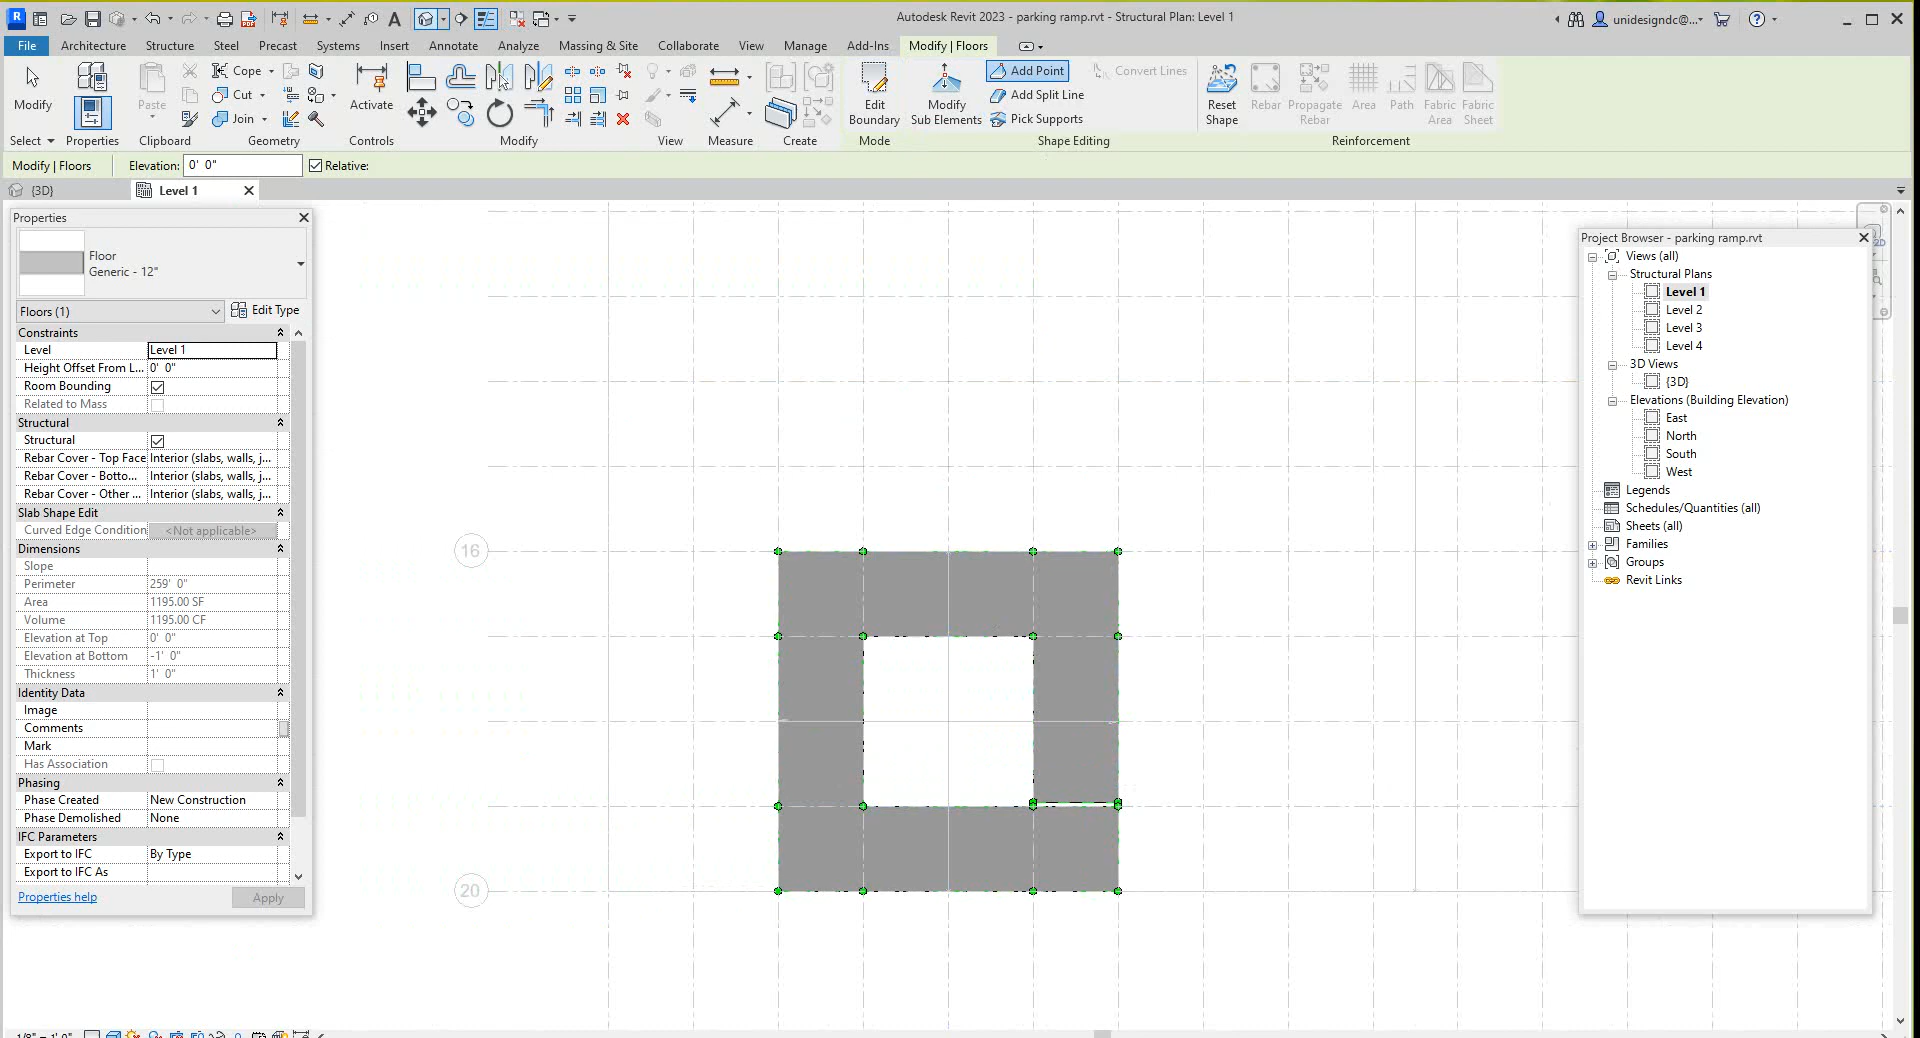 Autodesk Revit 2023 - parking ramp.rvt - Structural Plan: Level 1
unidesigndc@...
File Architecture Structure Steel Precast Systems Insert Annotate Analyze Massing & Site Collaborate View Manage Add-Ins Modify | Floors
Modify
Paste
Cope
Cut
Join
Activate
Edit Boundary
Modify Sub Elements
Add Point
Add Split Line
Pick Supports
Convert Lines
Reset Shape
Rebar
Propagate Rebar
Area
Path
Fabric Area
Fabric Sheet
Select Properties Clipboard Geometry Controls Modify View Measure Create Mode Shape Editing Reinforcement
Modify | Floors Elevation: 0' 0" Relative:
{3D} Level 1
Properties
Floor
Generic - 12"
Floors (1) Edit Type
Constraints
Level Level 1
Height Offset From L... 0' 0"
Room Bounding
Related to Mass
Structural
Structural
Rebar Cover - Top Face Interior (slabs, walls, j...
Rebar Cover - Botto... Interior (slabs, walls, j...
Rebar Cover - Other ... Interior (slabs, walls, j...
Slab Shape Edit
Curved Edge Condition <Not applicable>
Dimensions
Slope
Perimeter 259' 0"
Area 1195.00 SF
Volume 1195.00 CF
Elevation at Top 0' 0"
Elevation at Bottom -1' 0"
Thickness 1' 0"
Identity Data
Image
Comments
Mark
Has Association
Phasing
Phase Created New Construction
Phase Demolished None
IFC Parameters
Export to IFC By Type
Export to IFC As
Properties help Apply
16
20
Project Browser - parking ramp.rvt
Views (all)
Structural Plans
Level 1
Level 2
Level 3
Level 4
3D Views
{3D}
Elevations (Building Elevation)
East
North
South
West
Legends
Schedules/Quantities (all)
Sheets (all)
Families
Groups
Revit Links
1/8" = 1' 0"